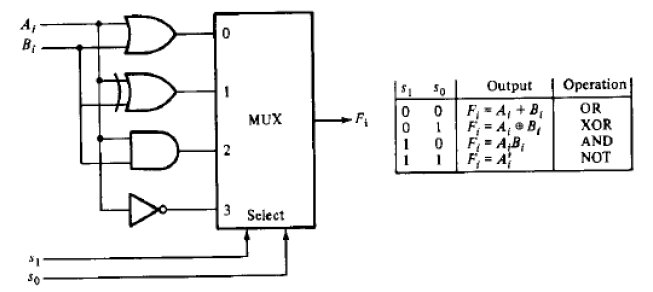 A_i
B_i
0
1
MUX
F_i
2
3
Select
s_1
s_0
s_1 s_0 Output Operation
0 0 F_i = A_i + B_i OR
0 1 F_i = A_i ⊕ B_i XOR
1 0 F_i = A_iB_i AND
1 1 F_i = A_i′ NOT